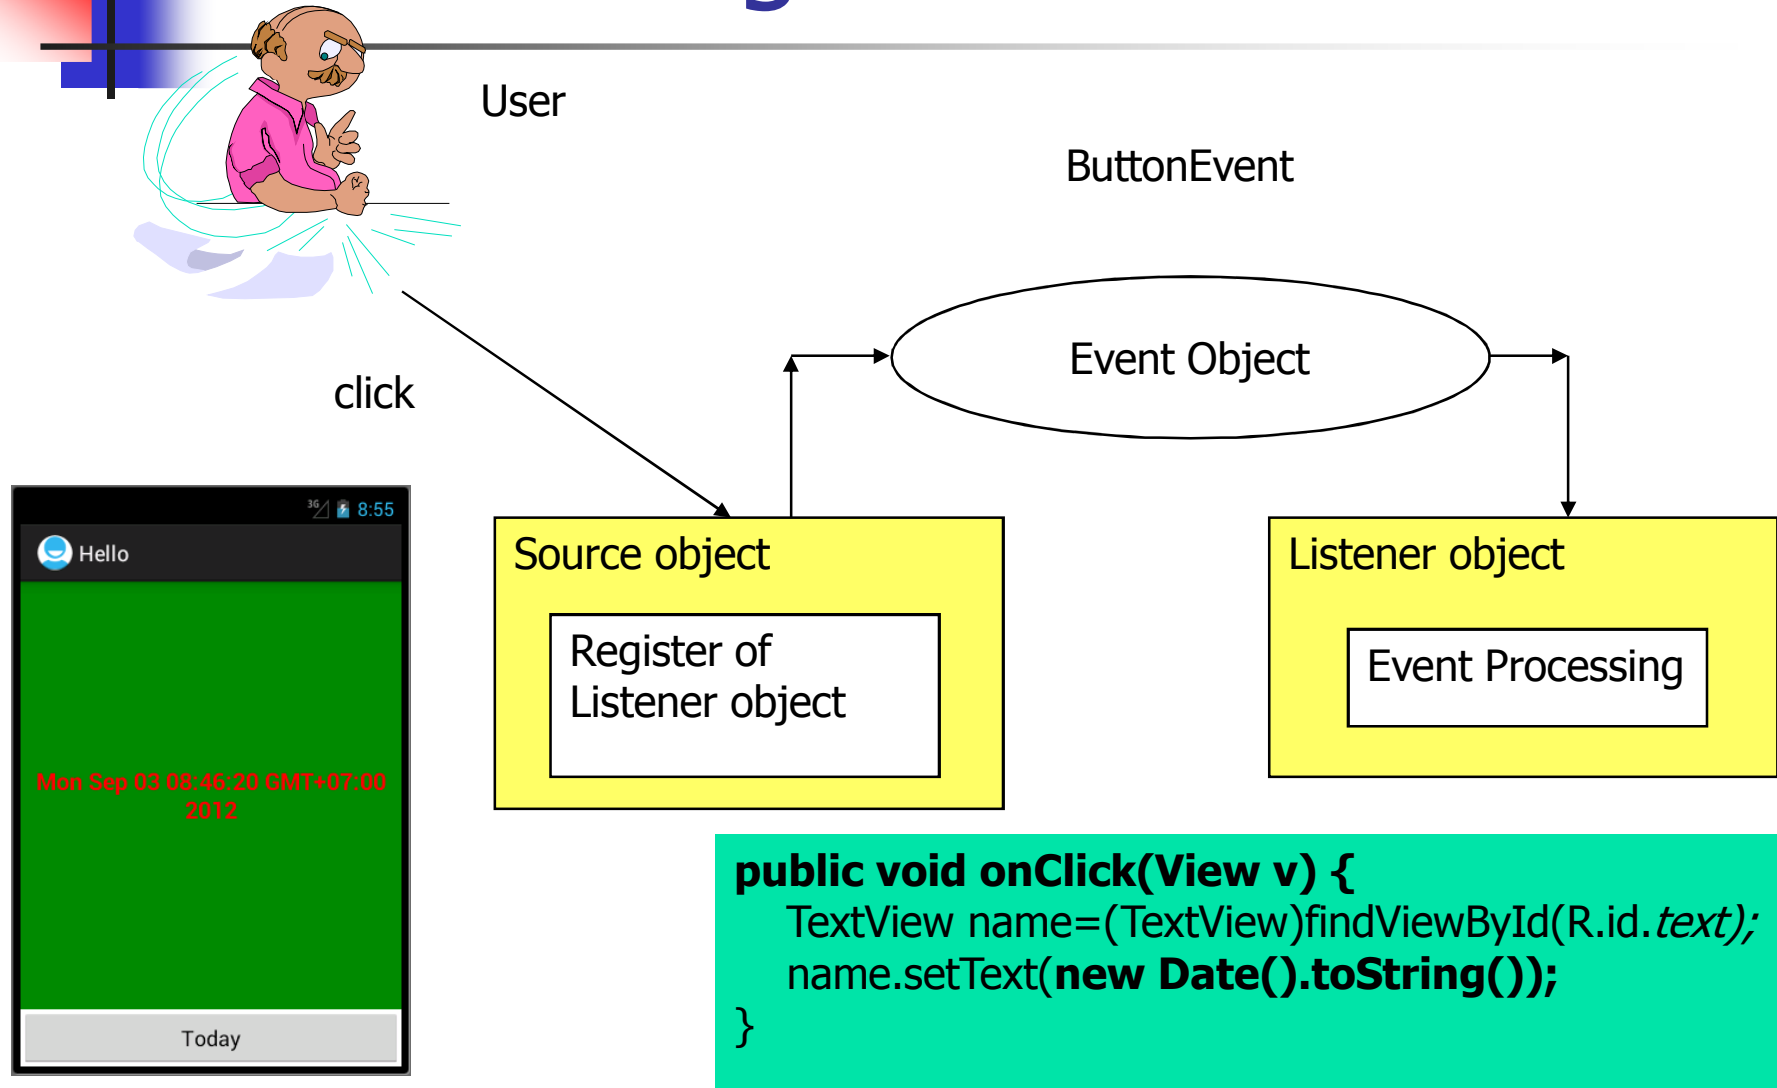 User
ButtonEvent
Event Object
click
3G 8:55
Hello
Mon Sep 03 08:46:20 GMT+07:00
2012
Today
Source object
Register of
Listener object
Listener object
Event Processing
public void onClick(View v) {
TextView name=(TextView)findViewById(R.id.text);
name.setText(new Date().toString());
}